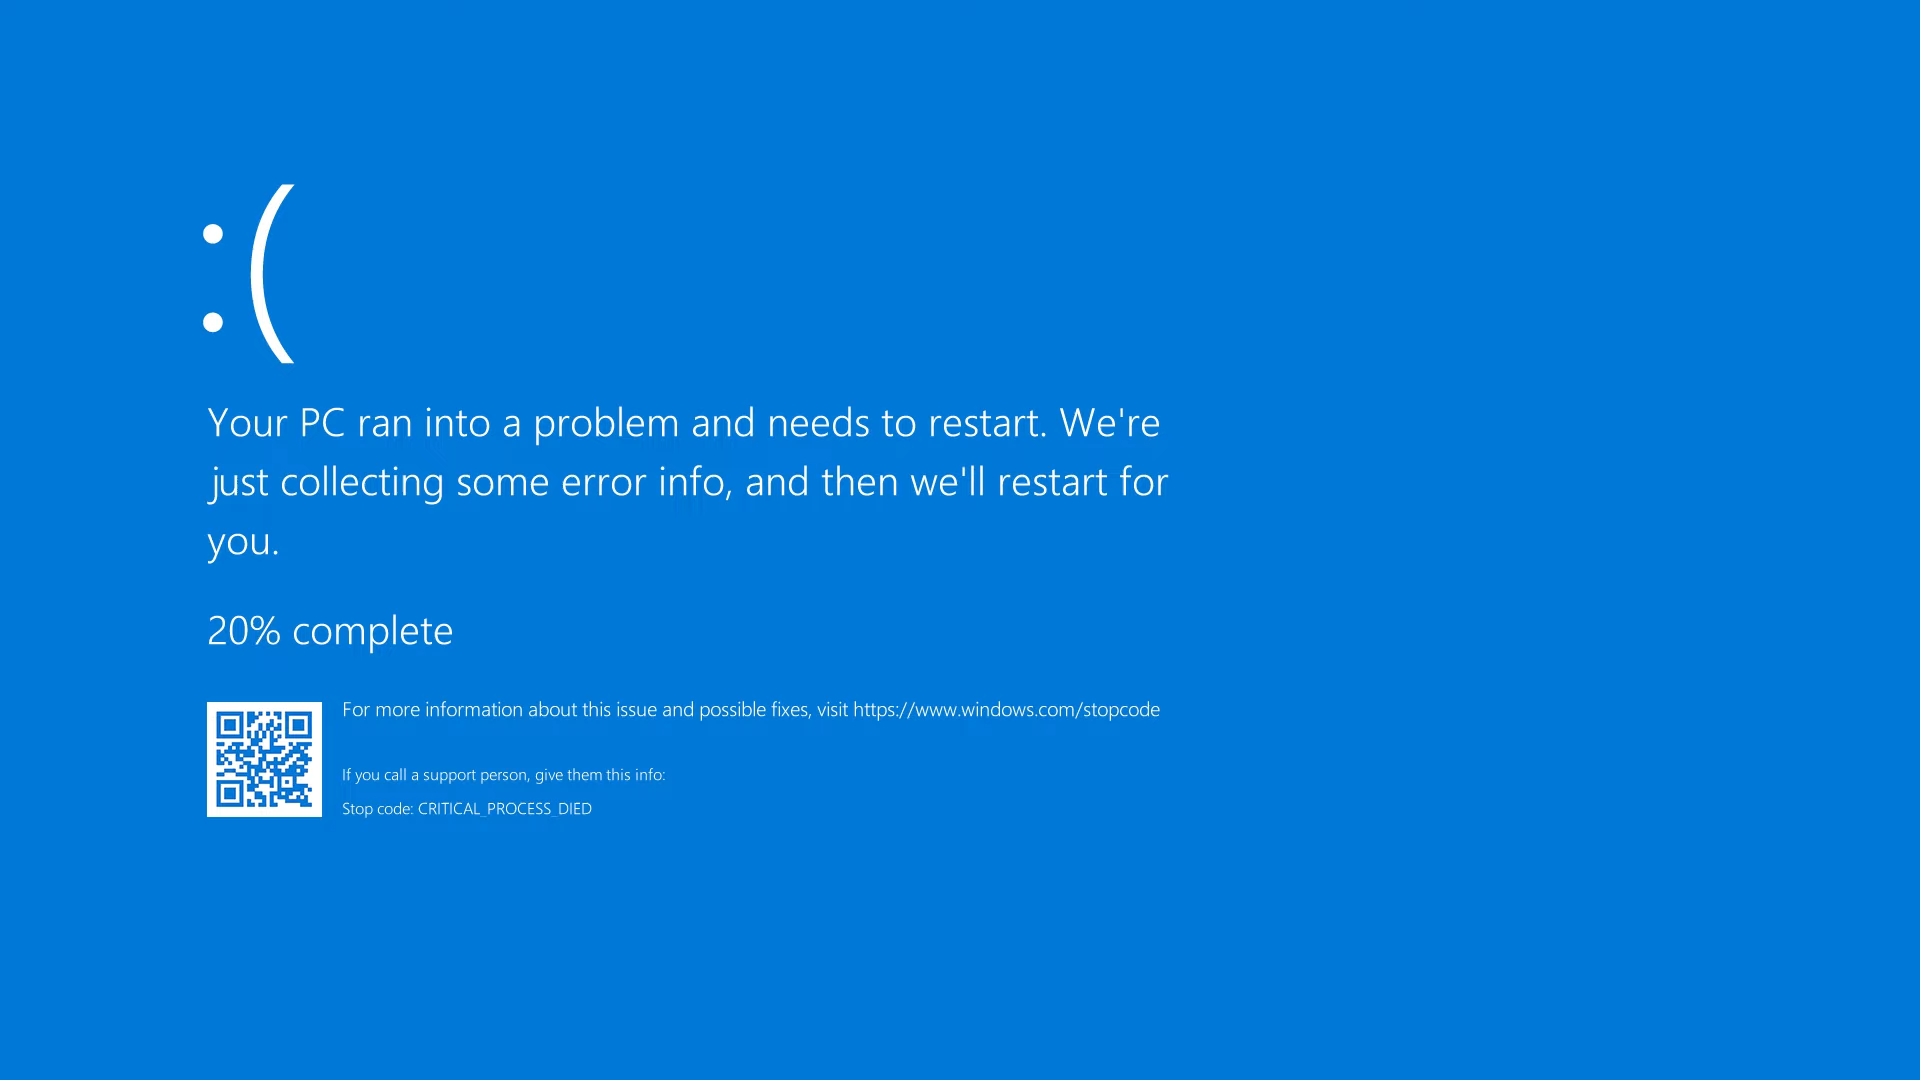 :(
Your PC ran into a problem and needs to restart. We're
just collecting some error info, and then we'll restart for
you.
20% complete
For more information about this issue and possible fixes, visit https://www.windows.com/stopcode
If you call a support person, give them this info:
Stop code: CRITICAL_PROCESS_DIED